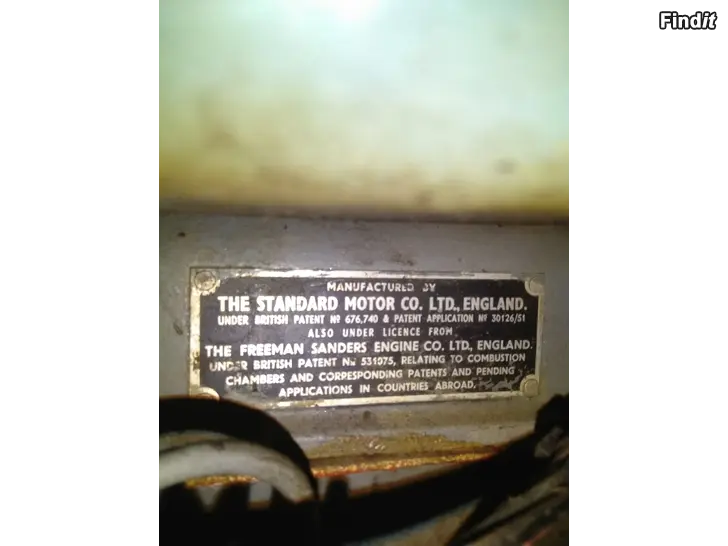 Findit
MANUFACTURED BY
THE STANDARD MOTOR CO. LTD., ENGLAND.
UNDER BRITISH PATENT Nº 676,740 & PATENT APPLICATION Nº 30126/51
ALSO UNDER LICENCE FROM
THE FREEMAN SANDERS ENGINE CO. LTD., ENGLAND.
UNDER BRITISH PATENT Nº 531075, RELATING TO COMBUSTION
CHAMBERS AND CORRESPONDING PATENTS AND PENDING
APPLICATIONS IN COUNTRIES ABROAD.